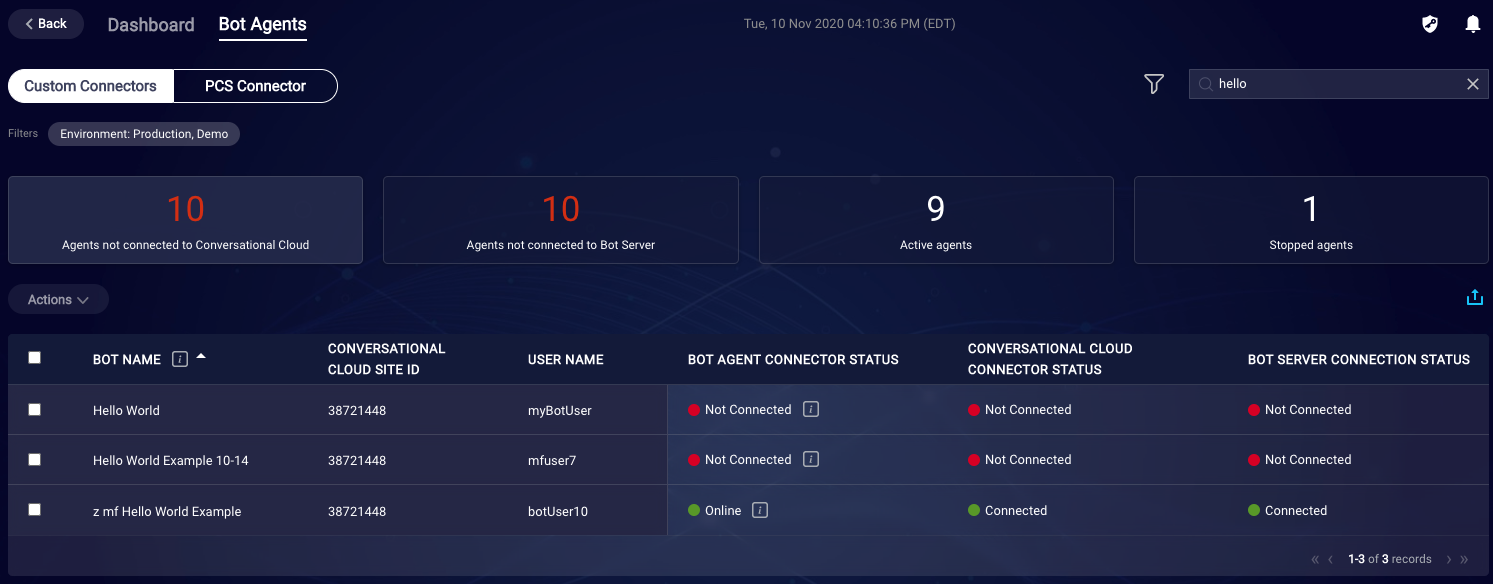 Back
Dashboard
Bot Agents
Tue, 10 Nov 2020 04:10:36 PM (EDT)
Custom Connectors
PCS Connector
hello
Filters
Environment: Production, Demo
10
Agents not connected to Conversational Cloud
10
Agents not connected to Bot Server
9
Active agents
1
Stopped agents
Actions
BOT NAME i
CONVERSATIONAL
CLOUD SITE ID
USER NAME
BOT AGENT CONNECTOR STATUS
CONVERSATIONAL CLOUD
CONNECTOR STATUS
BOT SERVER CONNECTION STATUS
Hello World 38721448 myBotUser Not Connected i Not Connected Not Connected
Hello World Example 10-14 38721448 mfuser7 Not Connected i Not Connected Not Connected
z mf Hello World Example 38721448 botUser10 Online i Connected Connected
« ‹ 1-3 of 3 records › »